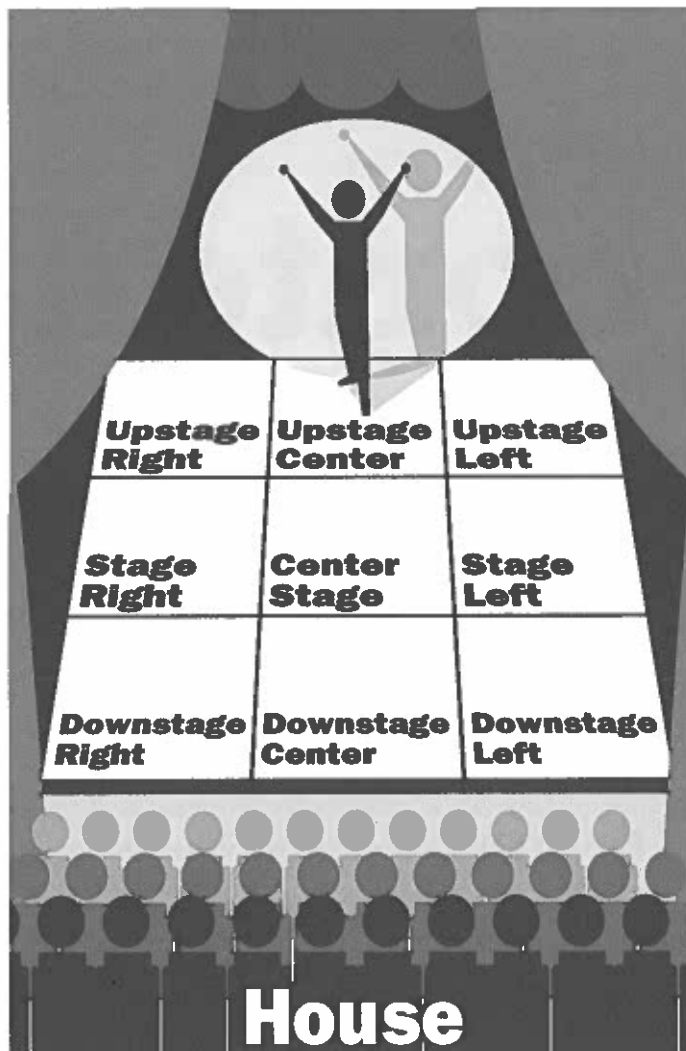 Upstage
Right
Upstage
Center
Upstage
Left
Stage
Right
Center
Stage
Stage
Left
Downstage
Right
Downstage
Center
Downstage
Left
House